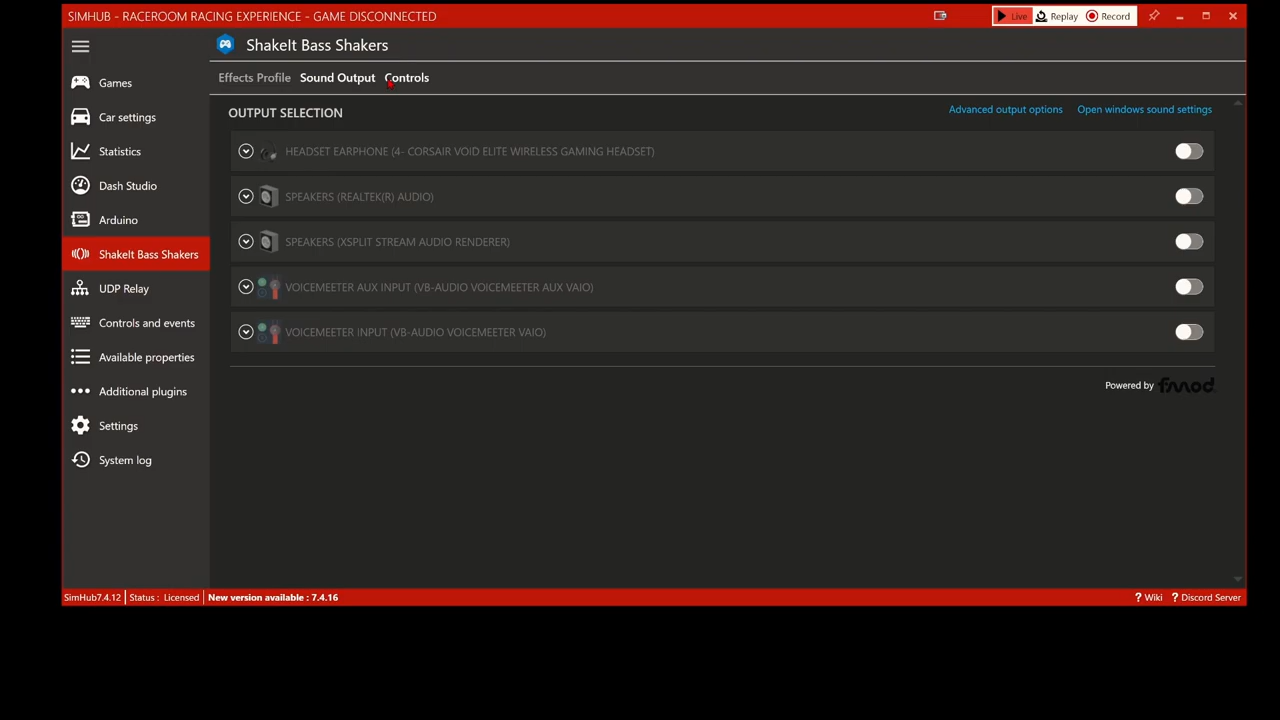 SIMHUB - RACEROOM RACING EXPERIENCE - GAME DISCONNECTED
Live
Replay
Record
ShakeIt Bass Shakers
Effects Profile
Sound Output
Controls
Games
Car settings
Statistics
Dash Studio
Arduino
ShakeIt Bass Shakers
UDP Relay
Controls and events
Available properties
Additional plugins
Settings
System log
OUTPUT SELECTION
Advanced output options
Open windows sound settings
HEADSET EARPHONE (4- CORSAIR VOID ELITE WIRELESS GAMING HEADSET)
SPEAKERS (REALTEK(R) AUDIO)
SPEAKERS (XSPLIT STREAM AUDIO RENDERER)
VOICEMEETER AUX INPUT (VB-AUDIO VOICEMEETER AUX VAIO)
VOICEMEETER INPUT (VB-AUDIO VOICEMEETER VAIO)
Powered by fmod
SimHub7.4.12
Status : Licensed
New version available : 7.4.16
? Wiki
? Discord Server